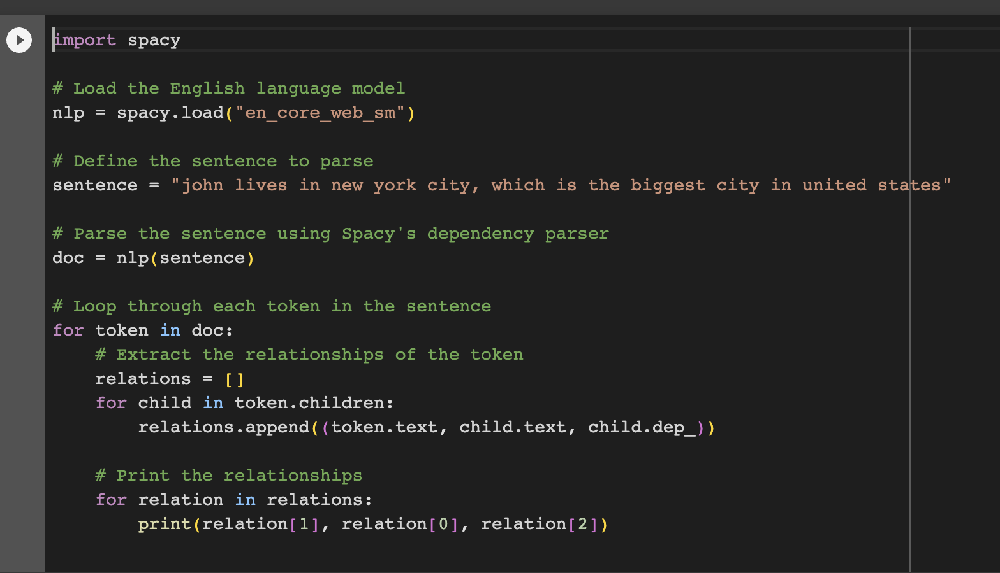 import spacy
# Load the English language model
nlp = spacy.load("en_core_web_sm")
# Define the sentence to parse
sentence = "john lives in new york city, which is the biggest city in united states"
# Parse the sentence using Spacy's dependency parser
doc = nlp(sentence)
# Loop through each token in the sentence
for token in doc:
    # Extract the relationships of the token
    relations = []
    for child in token.children:
        relations.append((token.text, child.text, child.dep_))
    # Print the relationships
    for relation in relations:
        print(relation[1], relation[0], relation[2])